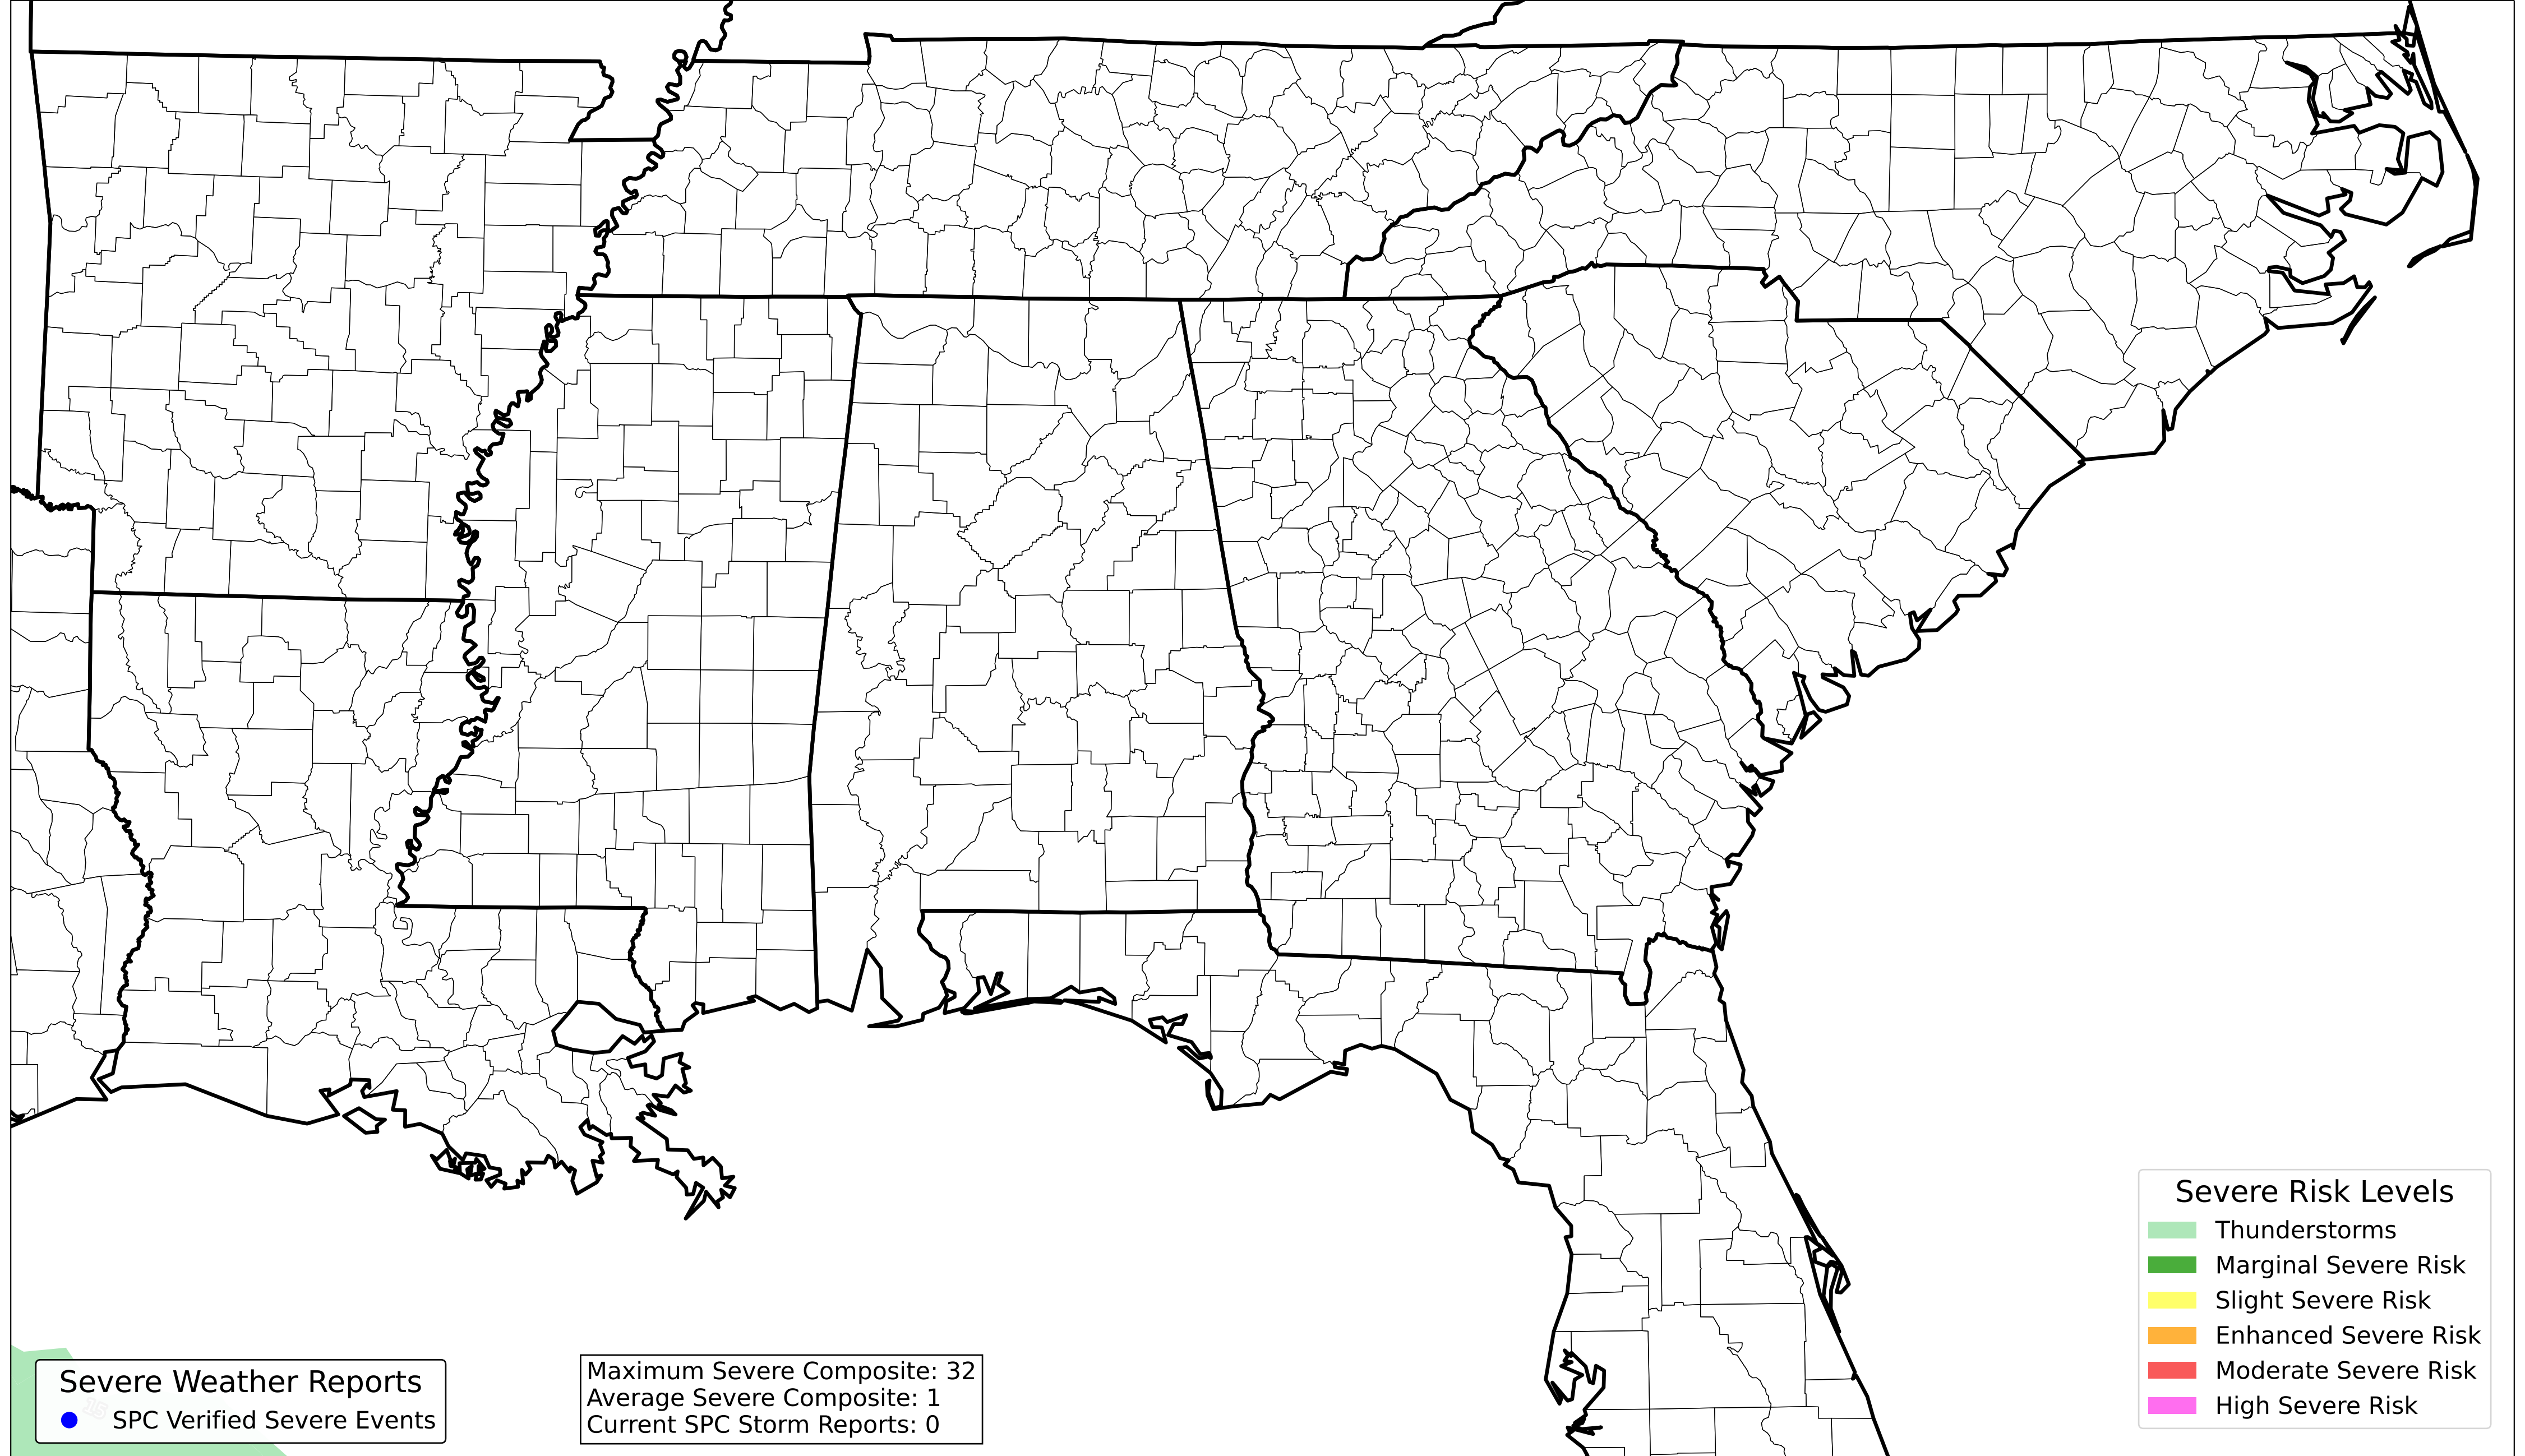 Severe Weather Reports
SPC Verified Severe Events
15
Maximum Severe Composite: 32
Average Severe Composite: 1
Current SPC Storm Reports: 0
Severe Risk Levels
Thunderstorms
Marginal Severe Risk
Slight Severe Risk
Enhanced Severe Risk
Moderate Severe Risk
High Severe Risk